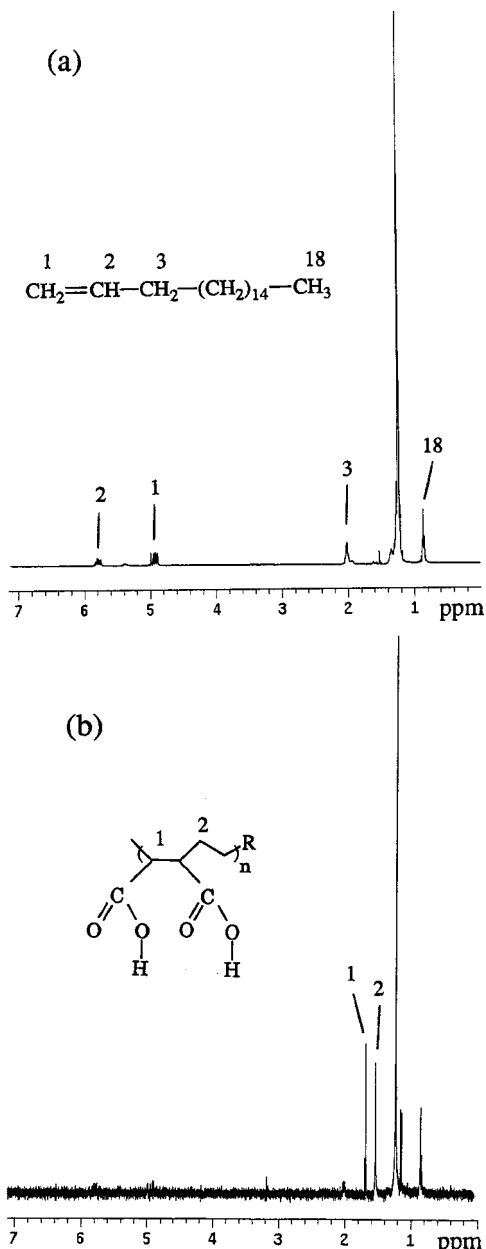 (a)
1 2 3 18
CH2=CH—CH2—(CH2)14—CH3
2 1 3 18
7 6 5 4 3 2 1 ppm
(b)
1 2
R
n
C C
O O O O
H H
1 2
7 6 5 4 3 2 1 ppm